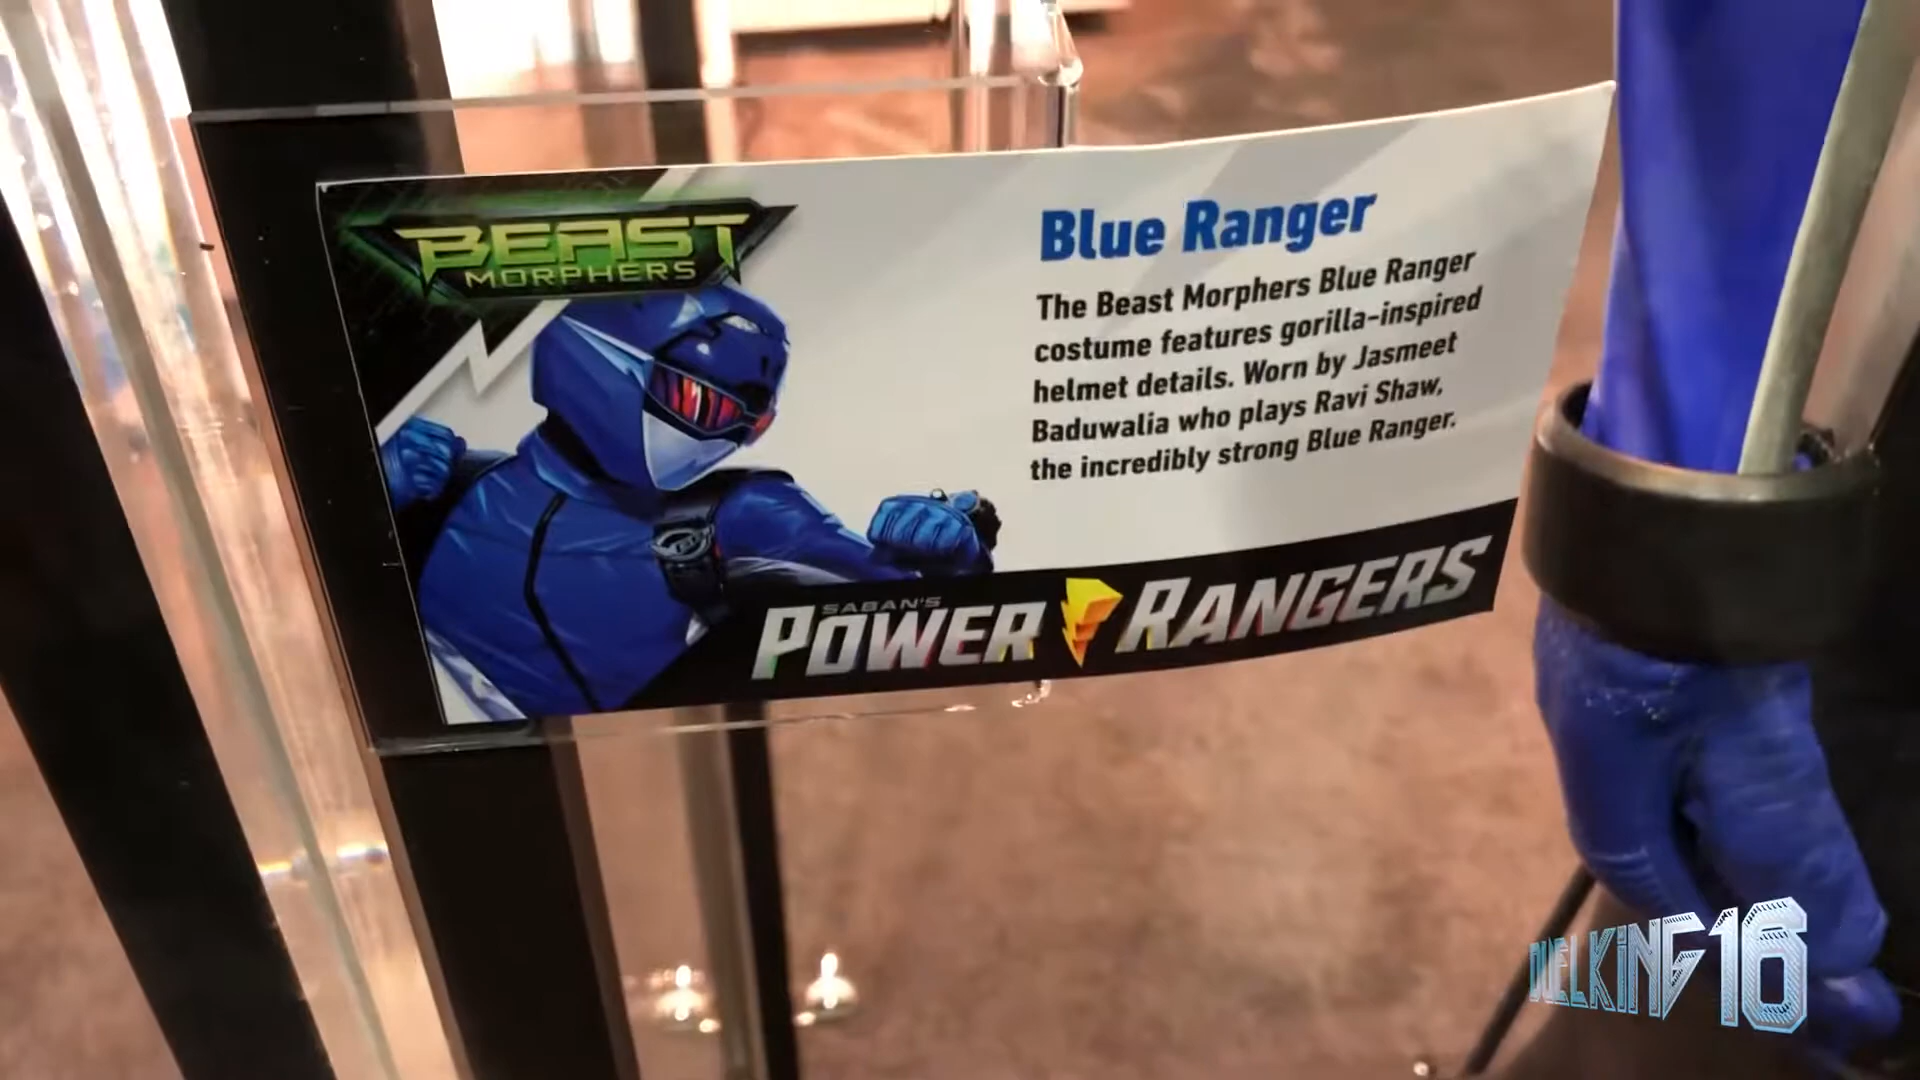 BEAST
MORPHERS
Blue Ranger
The Beast Morphers Blue Ranger
costume features gorilla-inspired
helmet details. Worn by Jasmeet
Baduwalia who plays Ravi Shaw,
the incredibly strong Blue Ranger.
SABAN'S
POWER RANGERS
DUELKING16